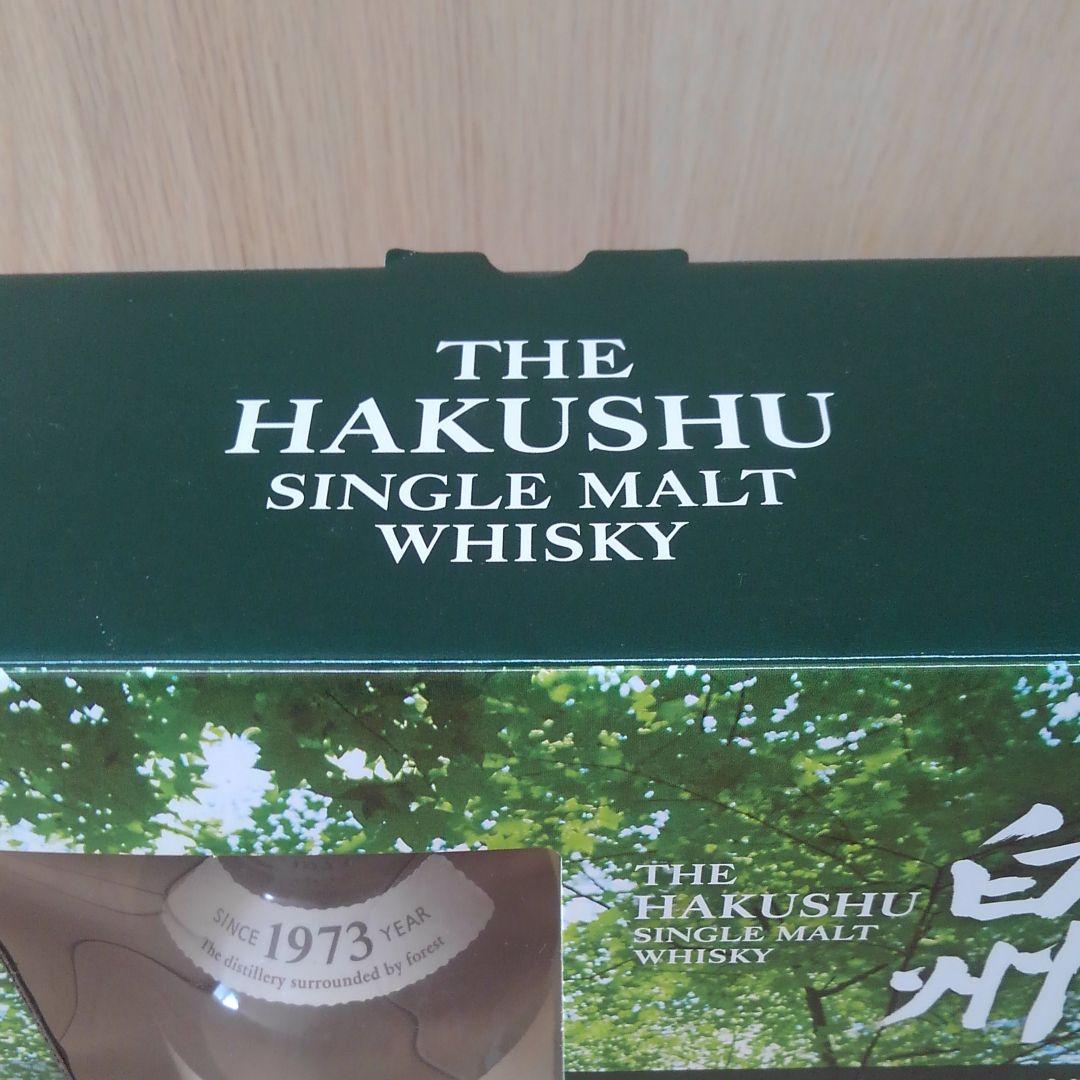 THE
HAKUSHU
SINGLE MALT
WHISKY
SINCE 1973 YEAR
The distillery surrounded by forest
THE
HAKUSHU
SINGLE MALT
WHISKY
白州